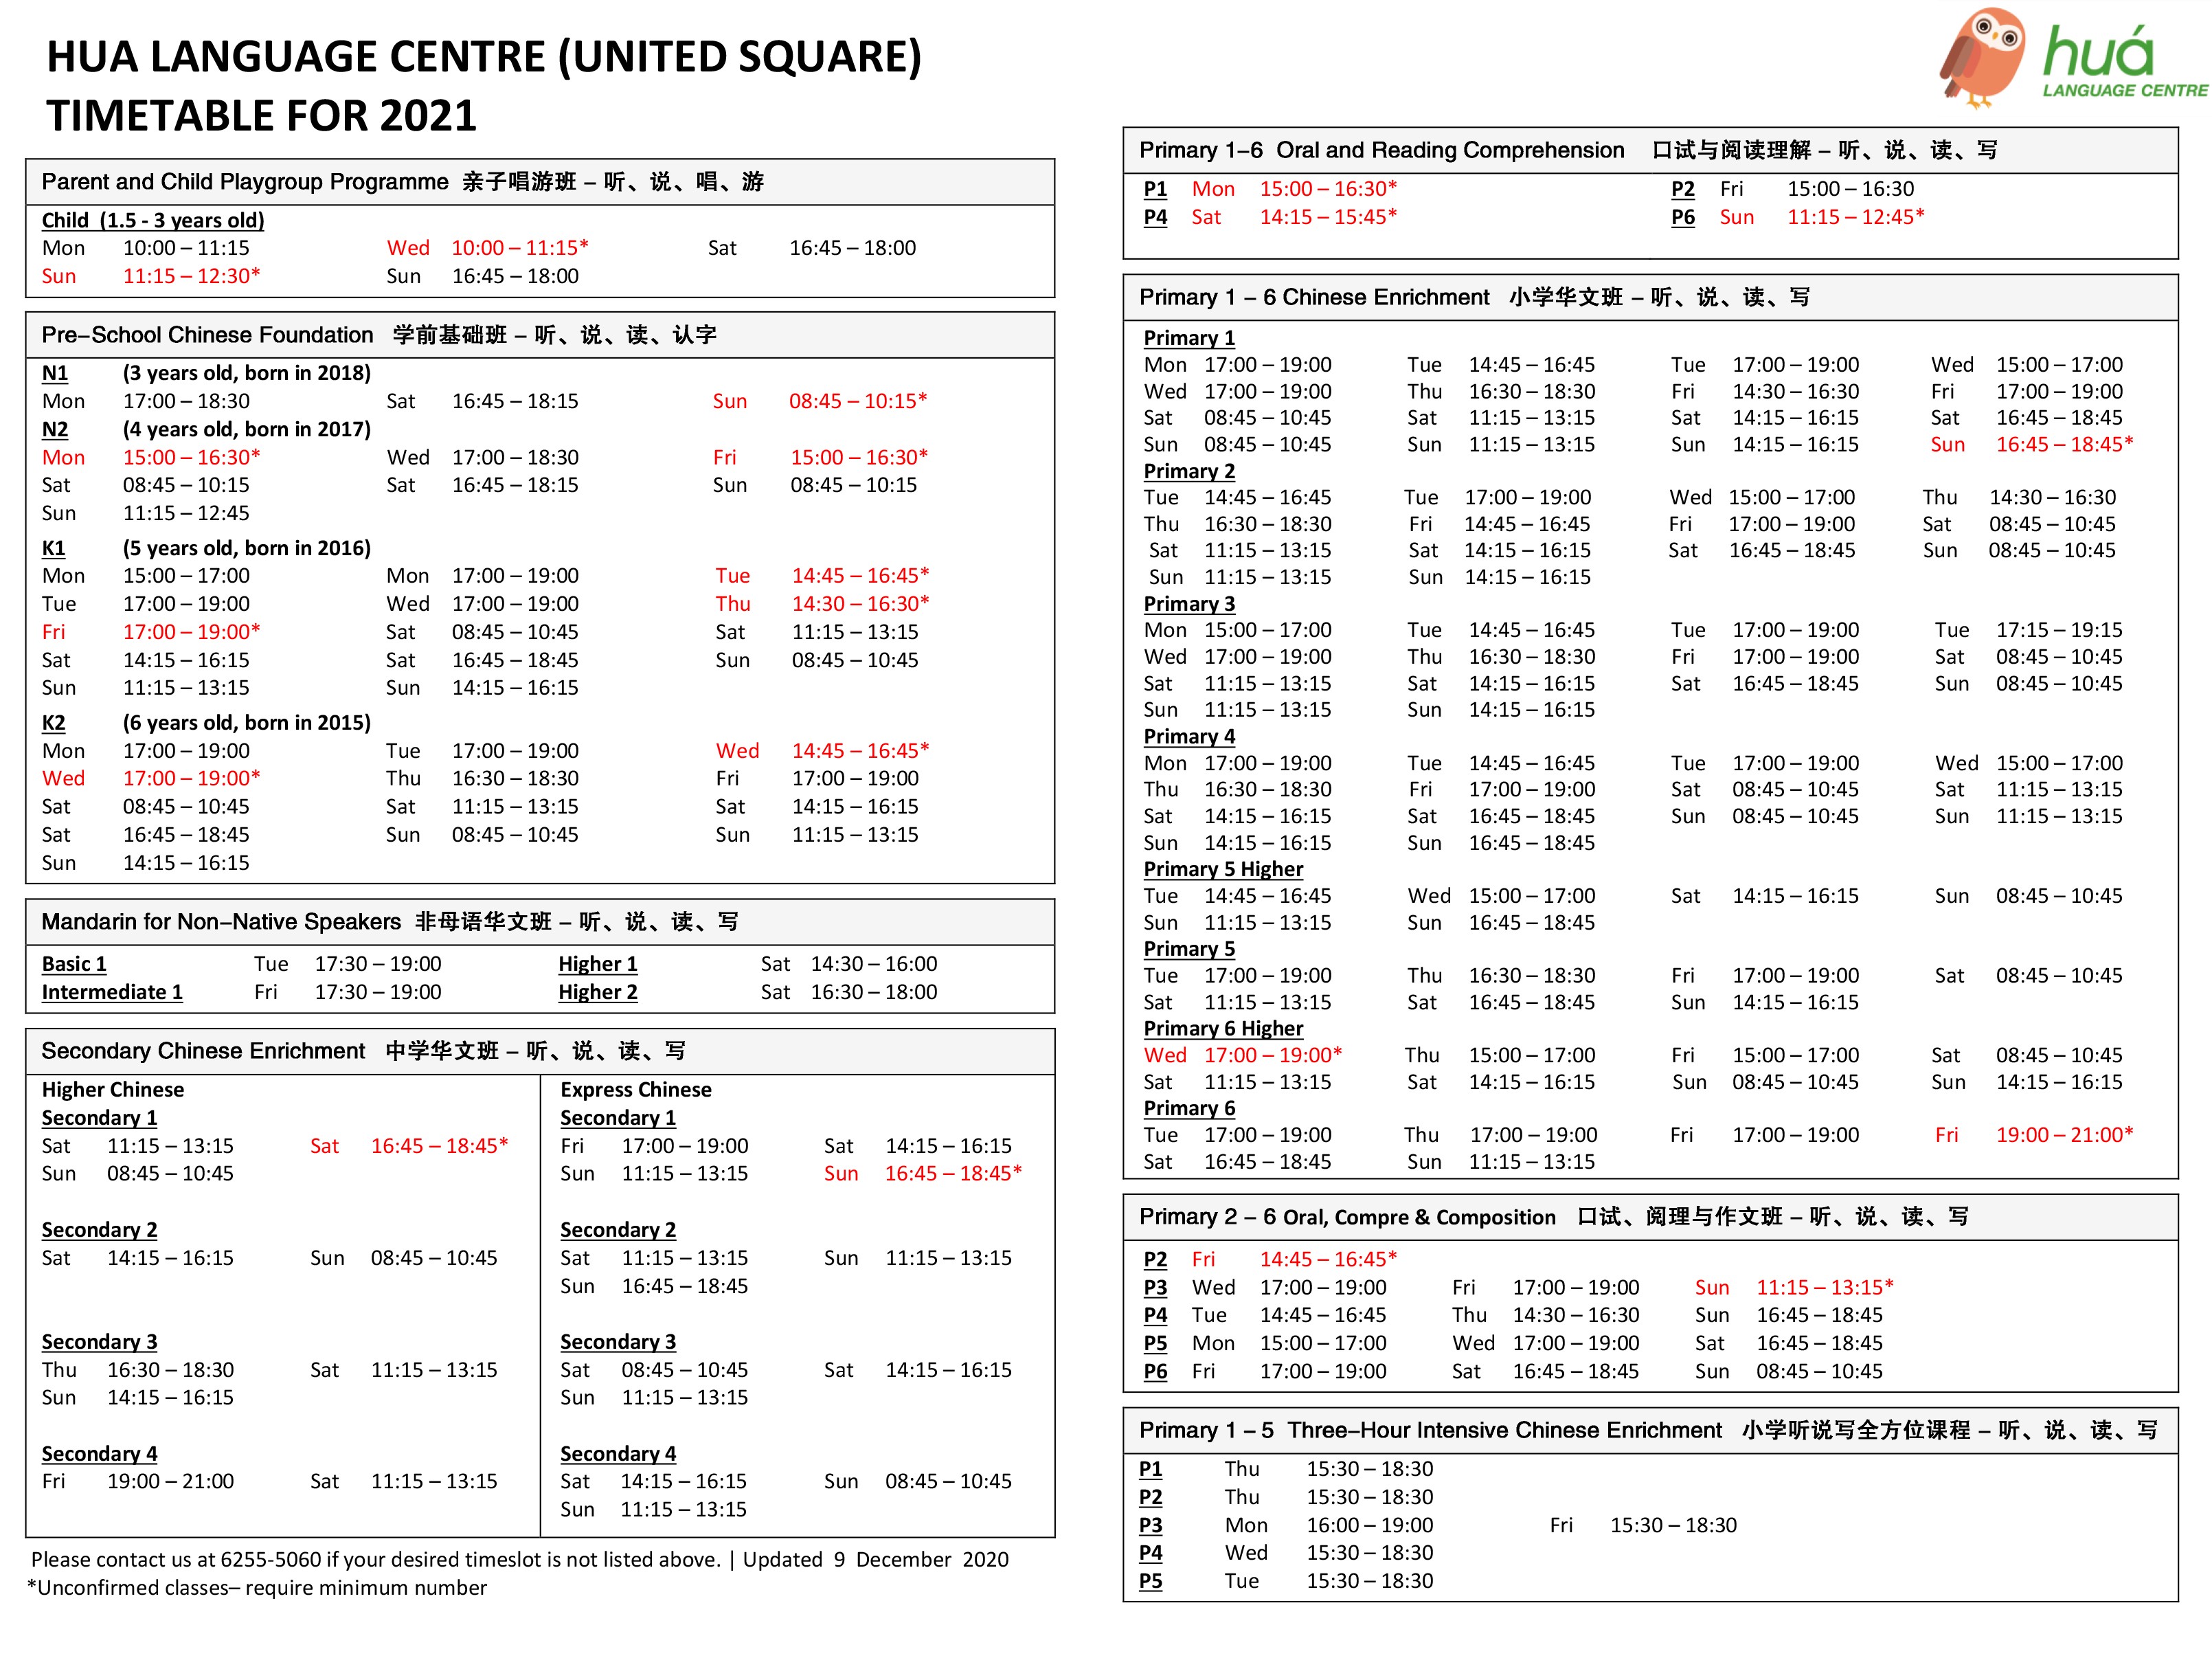 HUA LANGUAGE CENTRE (UNITED SQUARE)
TIMETABLE FOR 2021
huá
LANGUAGE CENTRE
Parent and Child Playgroup Programme 亲子唱游班 – 听、说、唱、游
Child (1.5 - 3 years old)
Mon 10:00 – 11:15 Wed 10:00 – 11:15* Sat 16:45 – 18:00
Sun 11:15 – 12:30* Sun 16:45 – 18:00
Pre–School Chinese Foundation 学前基础班 – 听、说、读、认字
N1 (3 years old, born in 2018)
Mon 17:00 – 18:30 Sat 16:45 – 18:15 Sun 08:45 – 10:15*
N2 (4 years old, born in 2017)
Mon 15:00 – 16:30* Wed 17:00 – 18:30 Fri 15:00 – 16:30*
Sat 08:45 – 10:15 Sat 16:45 – 18:15 Sun 08:45 – 10:15
Sun 11:15 – 12:45
K1 (5 years old, born in 2016)
Mon 15:00 – 17:00 Mon 17:00 – 19:00 Tue 14:45 – 16:45*
Tue 17:00 – 19:00 Wed 17:00 – 19:00 Thu 14:30 – 16:30*
Fri 17:00 – 19:00* Sat 08:45 – 10:45 Sat 11:15 – 13:15
Sat 14:15 – 16:15 Sat 16:45 – 18:45 Sun 08:45 – 10:45
Sun 11:15 – 13:15 Sun 14:15 – 16:15
K2 (6 years old, born in 2015)
Mon 17:00 – 19:00 Tue 17:00 – 19:00 Wed 14:45 – 16:45*
Wed 17:00 – 19:00* Thu 16:30 – 18:30 Fri 17:00 – 19:00
Sat 08:45 – 10:45 Sat 11:15 – 13:15 Sat 14:15 – 16:15
Sat 16:45 – 18:45 Sun 08:45 – 10:45 Sun 11:15 – 13:15
Sun 14:15 – 16:15
Mandarin for Non–Native Speakers 非母语华文班 – 听、说、读、写
Basic 1 Tue 17:30 – 19:00 Higher 1 Sat 14:30 – 16:00
Intermediate 1 Fri 17:30 – 19:00 Higher 2 Sat 16:30 – 18:00
Secondary Chinese Enrichment 中学华文班 – 听、说、读、写
Higher Chinese
Secondary 1
Sat 11:15 – 13:15 Sat 16:45 – 18:45*
Sun 08:45 – 10:45
Secondary 2
Sat 14:15 – 16:15 Sun 08:45 – 10:45
Secondary 3
Thu 16:30 – 18:30 Sat 11:15 – 13:15
Sun 14:15 – 16:15
Secondary 4
Fri 19:00 – 21:00 Sat 11:15 – 13:15
Express Chinese
Secondary 1
Fri 17:00 – 19:00 Sat 14:15 – 16:15
Sun 11:15 – 13:15 Sun 16:45 – 18:45*
Secondary 2
Sat 11:15 – 13:15 Sun 11:15 – 13:15
Sun 16:45 – 18:45
Secondary 3
Sat 08:45 – 10:45 Sat 14:15 – 16:15
Sun 11:15 – 13:15
Secondary 4
Sat 14:15 – 16:15 Sun 08:45 – 10:45
Sun 11:15 – 13:15
Please contact us at 6255-5060 if your desired timeslot is not listed above. | Updated 9 December 2020
*Unconfirmed classes– require minimum number
Primary 1–6 Oral and Reading Comprehension 口试与阅读理解 – 听、说、读、写
P1 Mon 15:00 – 16:30* P2 Fri 15:00 – 16:30
P4 Sat 14:15 – 15:45* P6 Sun 11:15 – 12:45*
Primary 1 – 6 Chinese Enrichment 小学华文班 – 听、说、读、写
Primary 1
Mon 17:00 – 19:00 Tue 14:45 – 16:45 Tue 17:00 – 19:00 Wed 15:00 – 17:00
Wed 17:00 – 19:00 Thu 16:30 – 18:30 Fri 14:30 – 16:30 Fri 17:00 – 19:00
Sat 08:45 – 10:45 Sat 11:15 – 13:15 Sat 14:15 – 16:15 Sat 16:45 – 18:45
Sun 08:45 – 10:45 Sun 11:15 – 13:15 Sun 14:15 – 16:15 Sun 16:45 – 18:45*
Primary 2
Tue 14:45 – 16:45 Tue 17:00 – 19:00 Wed 15:00 – 17:00 Thu 14:30 – 16:30
Thu 16:30 – 18:30 Fri 14:45 – 16:45 Fri 17:00 – 19:00 Sat 08:45 – 10:45
Sat 11:15 – 13:15 Sat 14:15 – 16:15 Sat 16:45 – 18:45 Sun 08:45 – 10:45
Sun 11:15 – 13:15 Sun 14:15 – 16:15
Primary 3
Mon 15:00 – 17:00 Tue 14:45 – 16:45 Tue 17:00 – 19:00 Tue 17:15 – 19:15
Wed 17:00 – 19:00 Thu 16:30 – 18:30 Fri 17:00 – 19:00 Sat 08:45 – 10:45
Sat 11:15 – 13:15 Sat 14:15 – 16:15 Sat 16:45 – 18:45 Sun 08:45 – 10:45
Sun 11:15 – 13:15 Sun 14:15 – 16:15
Primary 4
Mon 17:00 – 19:00 Tue 14:45 – 16:45 Tue 17:00 – 19:00 Wed 15:00 – 17:00
Thu 16:30 – 18:30 Fri 17:00 – 19:00 Sat 08:45 – 10:45 Sat 11:15 – 13:15
Sat 14:15 – 16:15 Sat 16:45 – 18:45 Sun 08:45 – 10:45 Sun 11:15 – 13:15
Sun 14:15 – 16:15 Sun 16:45 – 18:45
Primary 5 Higher
Tue 14:45 – 16:45 Wed 15:00 – 17:00 Sat 14:15 – 16:15 Sun 08:45 – 10:45
Sun 11:15 – 13:15 Sun 16:45 – 18:45
Primary 5
Tue 17:00 – 19:00 Thu 16:30 – 18:30 Fri 17:00 – 19:00 Sat 08:45 – 10:45
Sat 11:15 – 13:15 Sat 16:45 – 18:45 Sun 14:15 – 16:15
Primary 6 Higher
Wed 17:00 – 19:00* Thu 15:00 – 17:00 Fri 15:00 – 17:00 Sat 08:45 – 10:45
Sat 11:15 – 13:15 Sat 14:15 – 16:15 Sun 08:45 – 10:45 Sun 14:15 – 16:15
Primary 6
Tue 17:00 – 19:00 Thu 17:00 – 19:00 Fri 17:00 – 19:00 Fri 19:00 – 21:00*
Sat 16:45 – 18:45 Sun 11:15 – 13:15
Primary 2 – 6 Oral, Compre & Composition 口试、阅理与作文班 – 听、说、读、写
P2 Fri 14:45 – 16:45*
P3 Wed 17:00 – 19:00 Fri 17:00 – 19:00 Sun 11:15 – 13:15*
P4 Tue 14:45 – 16:45 Thu 14:30 – 16:30 Sun 16:45 – 18:45
P5 Mon 15:00 – 17:00 Wed 17:00 – 19:00 Sat 16:45 – 18:45
P6 Fri 17:00 – 19:00 Sat 16:45 – 18:45 Sun 08:45 – 10:45
Primary 1 – 5 Three–Hour Intensive Chinese Enrichment 小学听说写全方位课程 – 听、说、读、写
P1 Thu 15:30 – 18:30
P2 Thu 15:30 – 18:30
P3 Mon 16:00 – 19:00 Fri 15:30 – 18:30
P4 Wed 15:30 – 18:30
P5 Tue 15:30 – 18:30